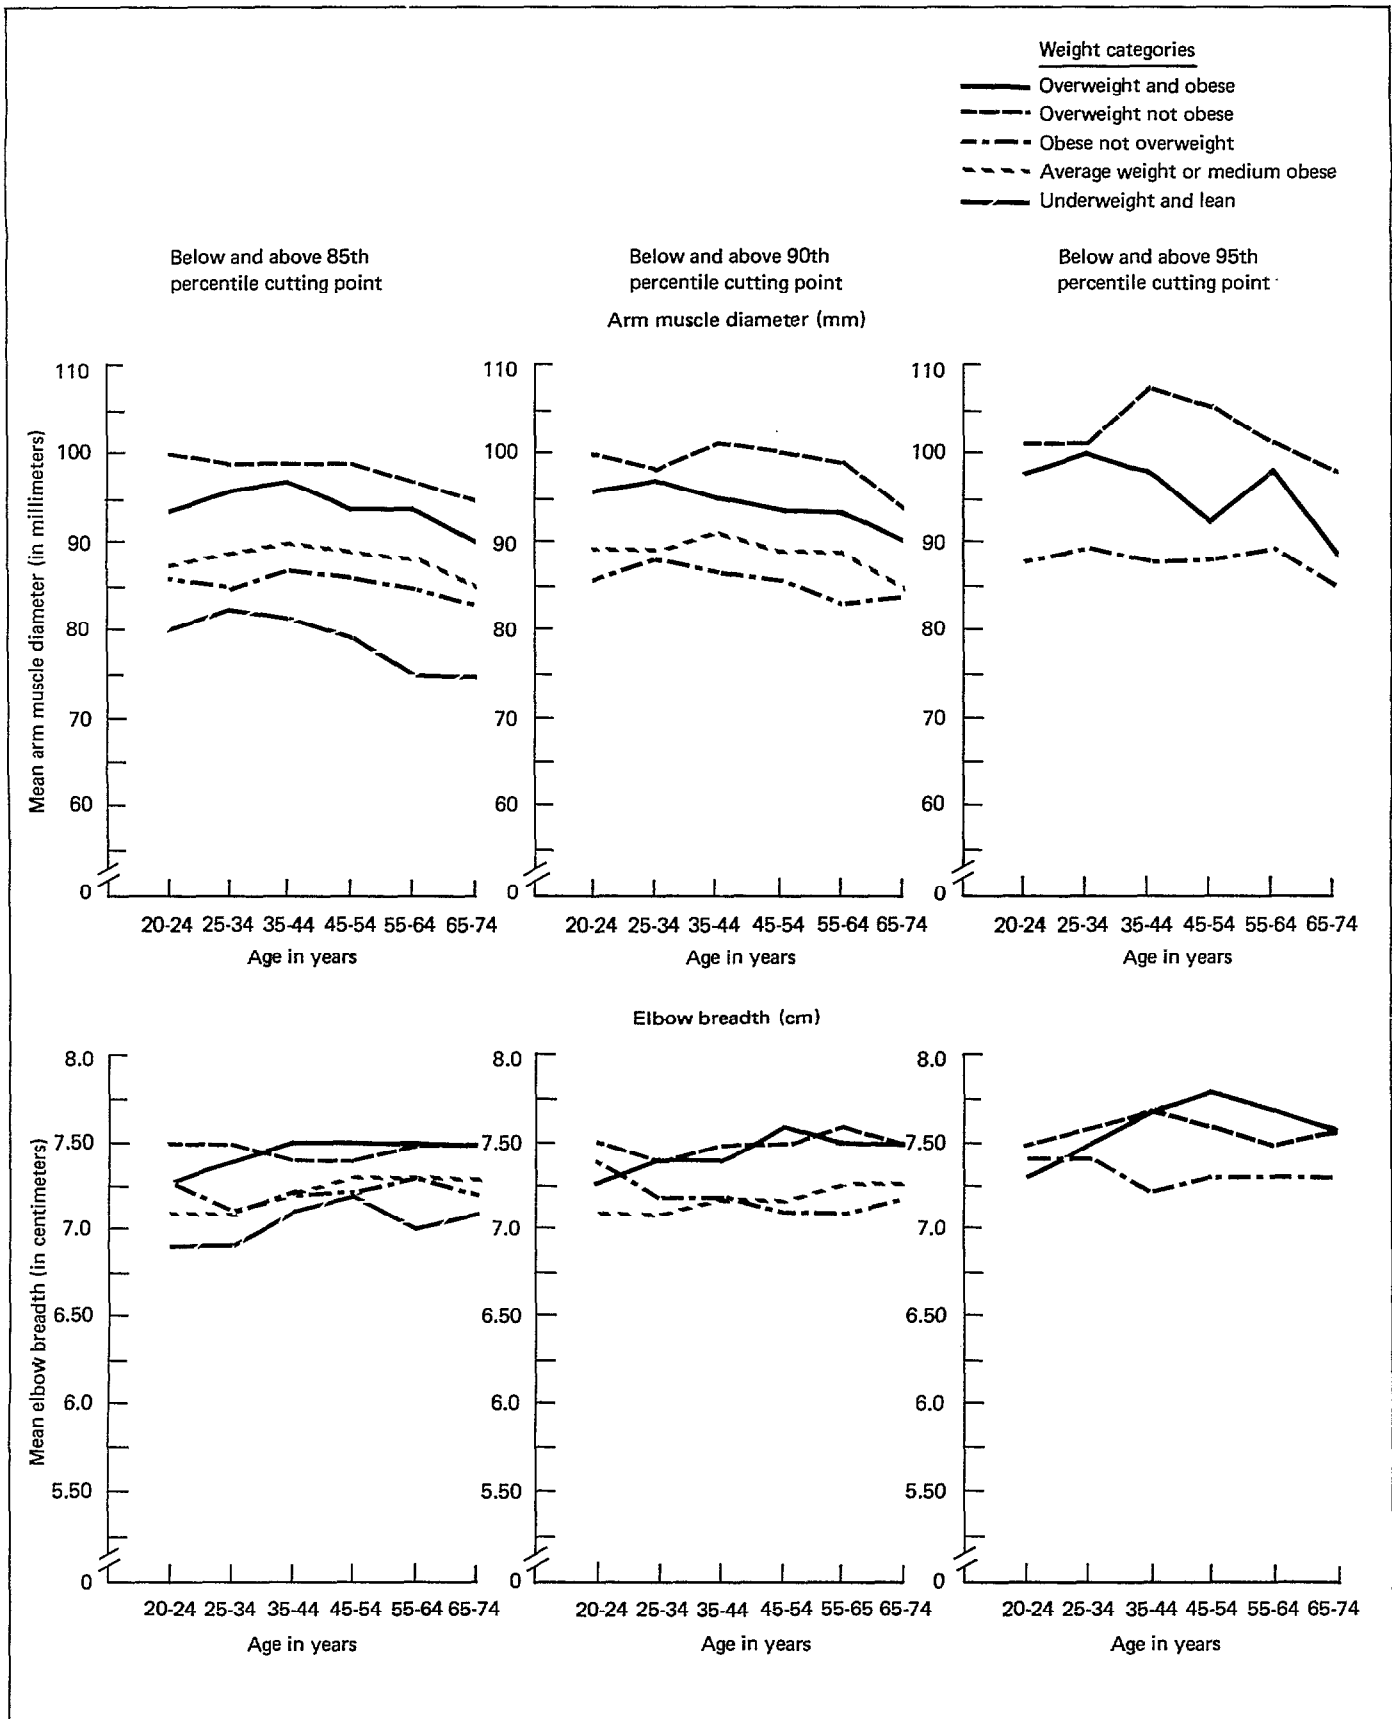 Weight categories
Overweight and obese
Overweight not obese
Obese not overweight
Average weight or medium obese
Underweight and lean
Below and above 85th
percentile cutting point
Below and above 90th
percentile cutting point
Below and above 95th
percentile cutting point
Arm muscle diameter (mm)
Mean arm muscle diameter (in millimeters)
110
100
90
80
70
60
0
20-24 25-34 35-44 45-54 55-64 65-74
Age in years
110
100
90
80
70
60
0
20-24 25-34 35-44 45-54 55-64 65-74
Age in years
110
100
90
80
70
60
0
20-24 25-34 35-44 45-54 55-64 65-74
Age in years
Elbow breadth (cm)
Mean elbow breadth (in centimeters)
8.0
7.50
7.0
6.50
6.0
5.50
0
20-24 25-34 35-44 45-54 55-64 65-74
Age in years
8.0
7.50
7.0
6.50
6.0
5.50
0
20-24 25-34 35-44 45-54 55-65 65-74
Age in years
8.0
7.50
7.0
6.50
6.0
5.50
0
20-24 25-34 35-44 45-54 55-64 65-74
Age in years